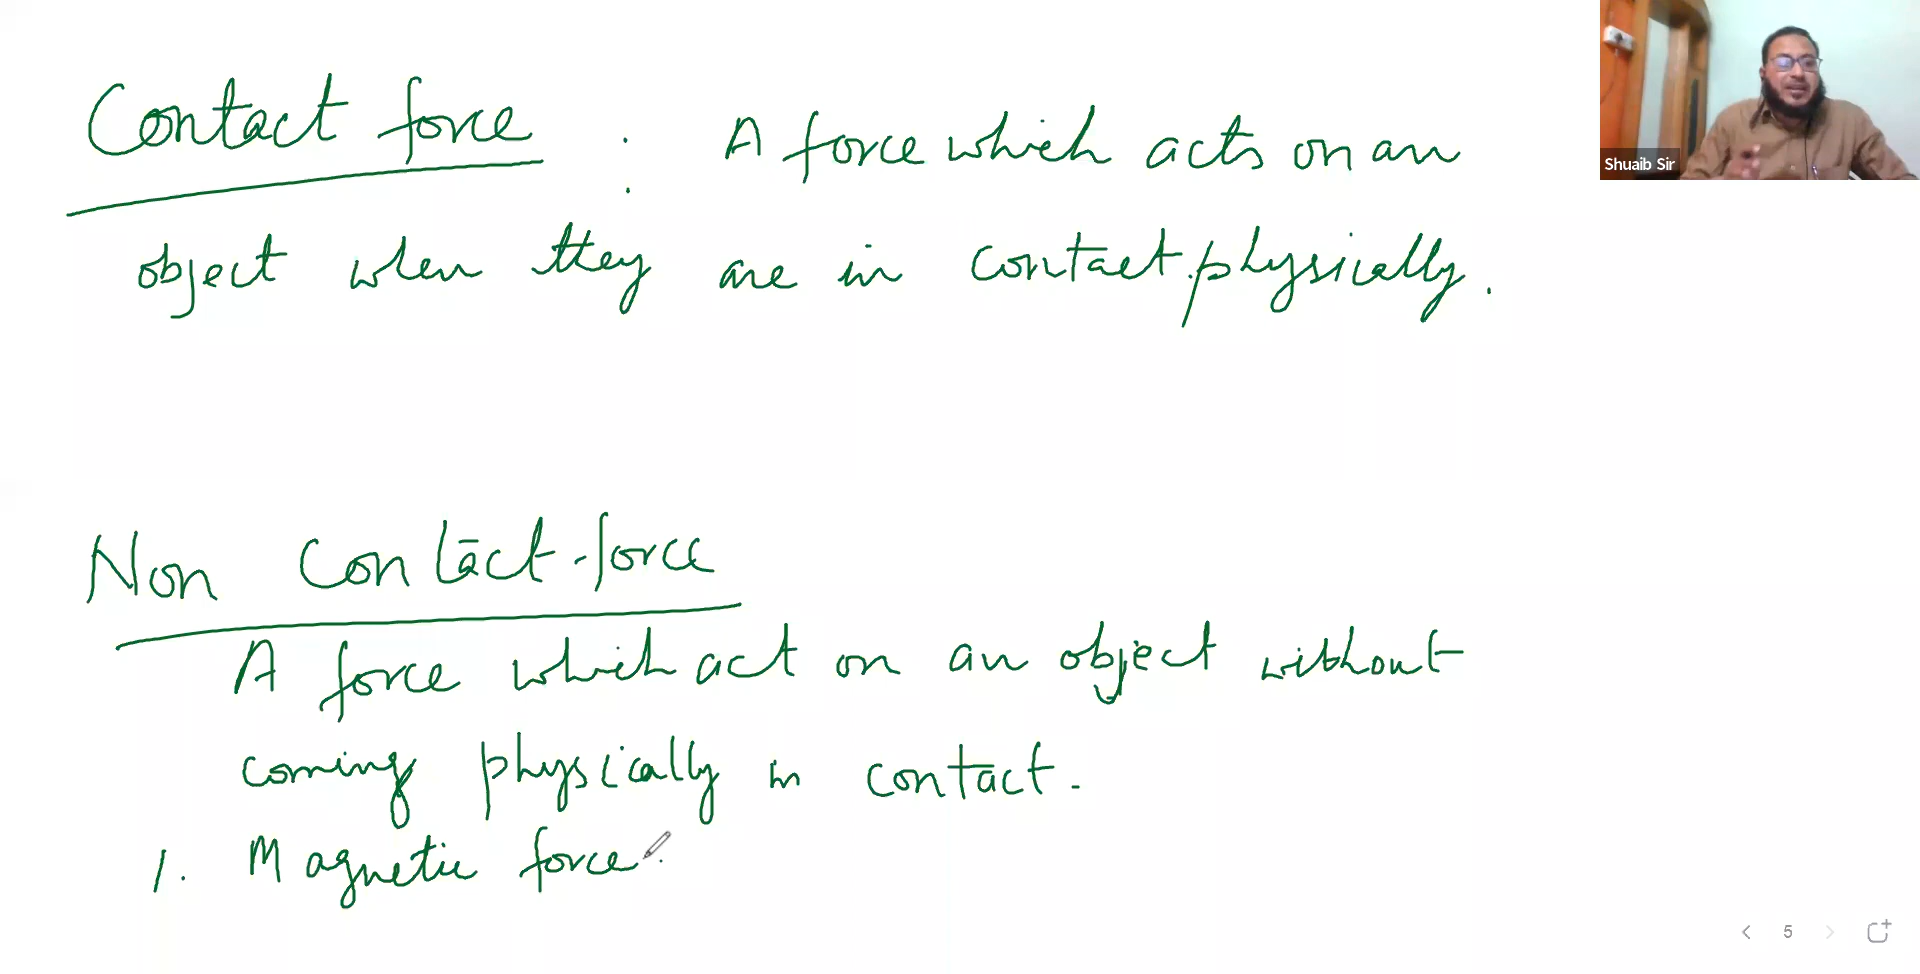 Contact force : A force which acts on an
object when they are in contact physically.
Non Contact force
A force which act on an object without
coming physically in contact.
1. Magnetic force.
Shuaib Sir
5